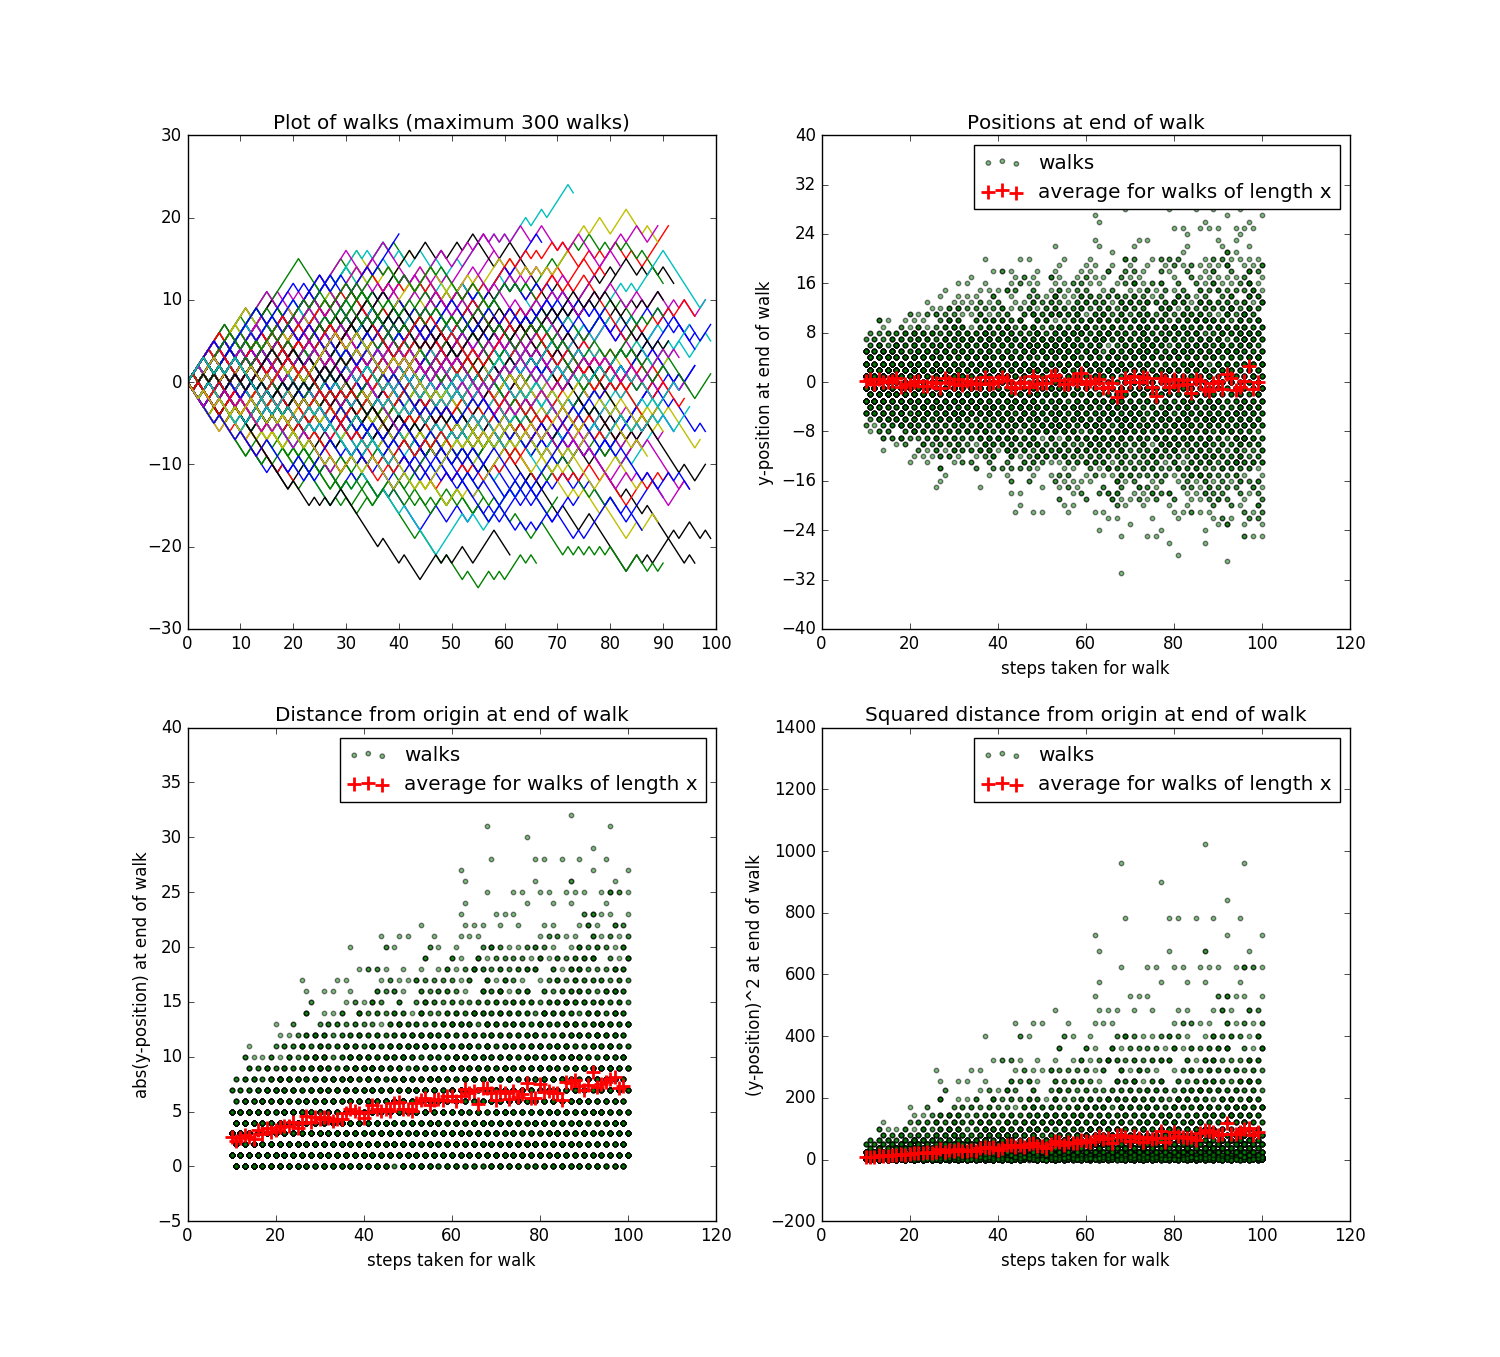 Plot of walks (maximum 300 walks)
30
20
10
0
−10
−20
−30
0 10 20 30 40 50 60 70 80 90 100
Positions at end of walk
walks
average for walks of length x
y-position at end of walk
40
32
24
16
8
0
−8
−16
−24
−32
−40
0 20 40 60 80 100 120
steps taken for walk
Distance from origin at end of walk
walks
average for walks of length x
abs(y-position) at end of walk
40
35
30
25
20
15
10
5
0
−5
0 20 40 60 80 100 120
steps taken for walk
Squared distance from origin at end of walk
walks
average for walks of length x
(y-position)^2 at end of walk
1400
1200
1000
800
600
400
200
0
−200
0 20 40 60 80 100 120
steps taken for walk